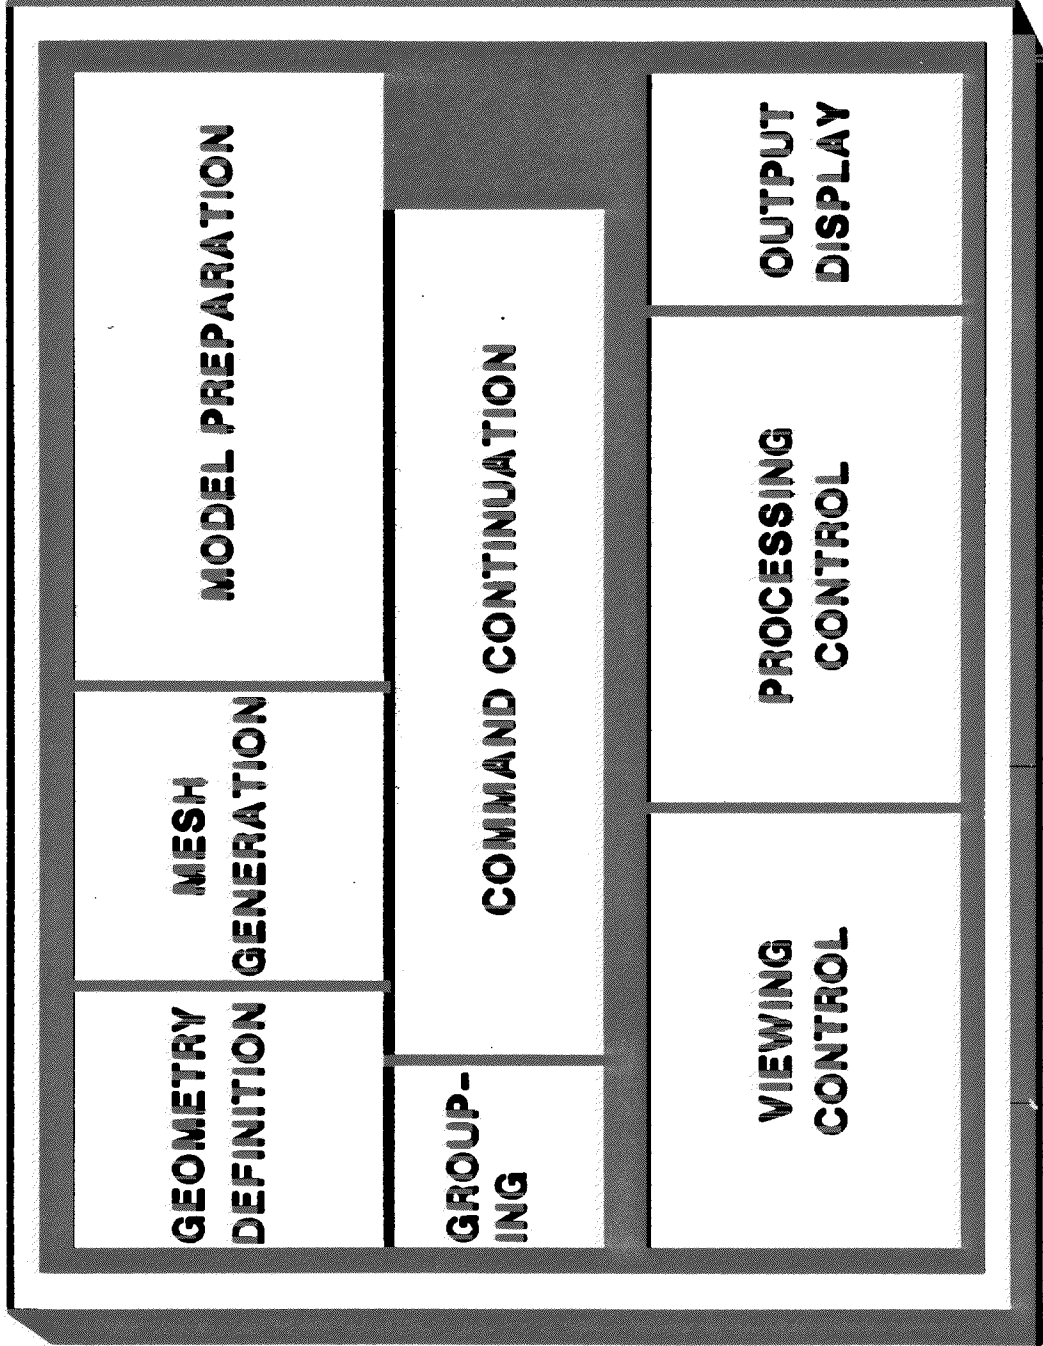 GEOMETRY
DEFINITION
MESH
GENERATION
MODEL PREPARATION
GROUP-
ING
COMMAND CONTINUATION
VIEWING
CONTROL
PROCESSING
CONTROL
OUTPUT
DISPLAY